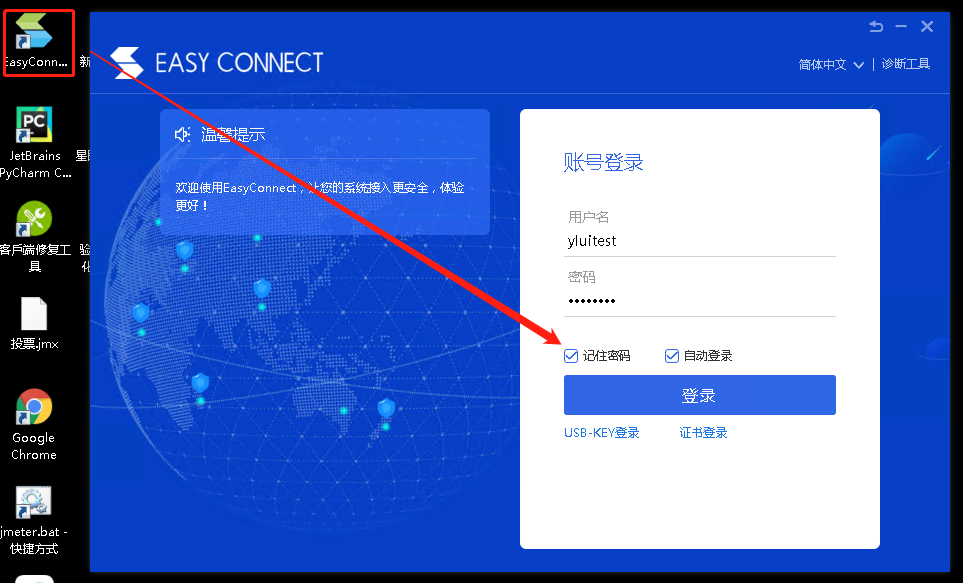 EasyConn...
新
JetBrains
PyCharm C...
客戶端修复工
具
验
化
投票.jmx
Google
Chrome
jmeter.bat -
快捷方式
EASY CONNECT
简体中文
诊断工具
温馨提示
欢迎使用EasyConnect，让您的系统接入更安全，体验
更好！
账号登录
用户名
yluitest
密码
••••••••
记住密码
自动登录
登录
USB-KEY登录
证书登录